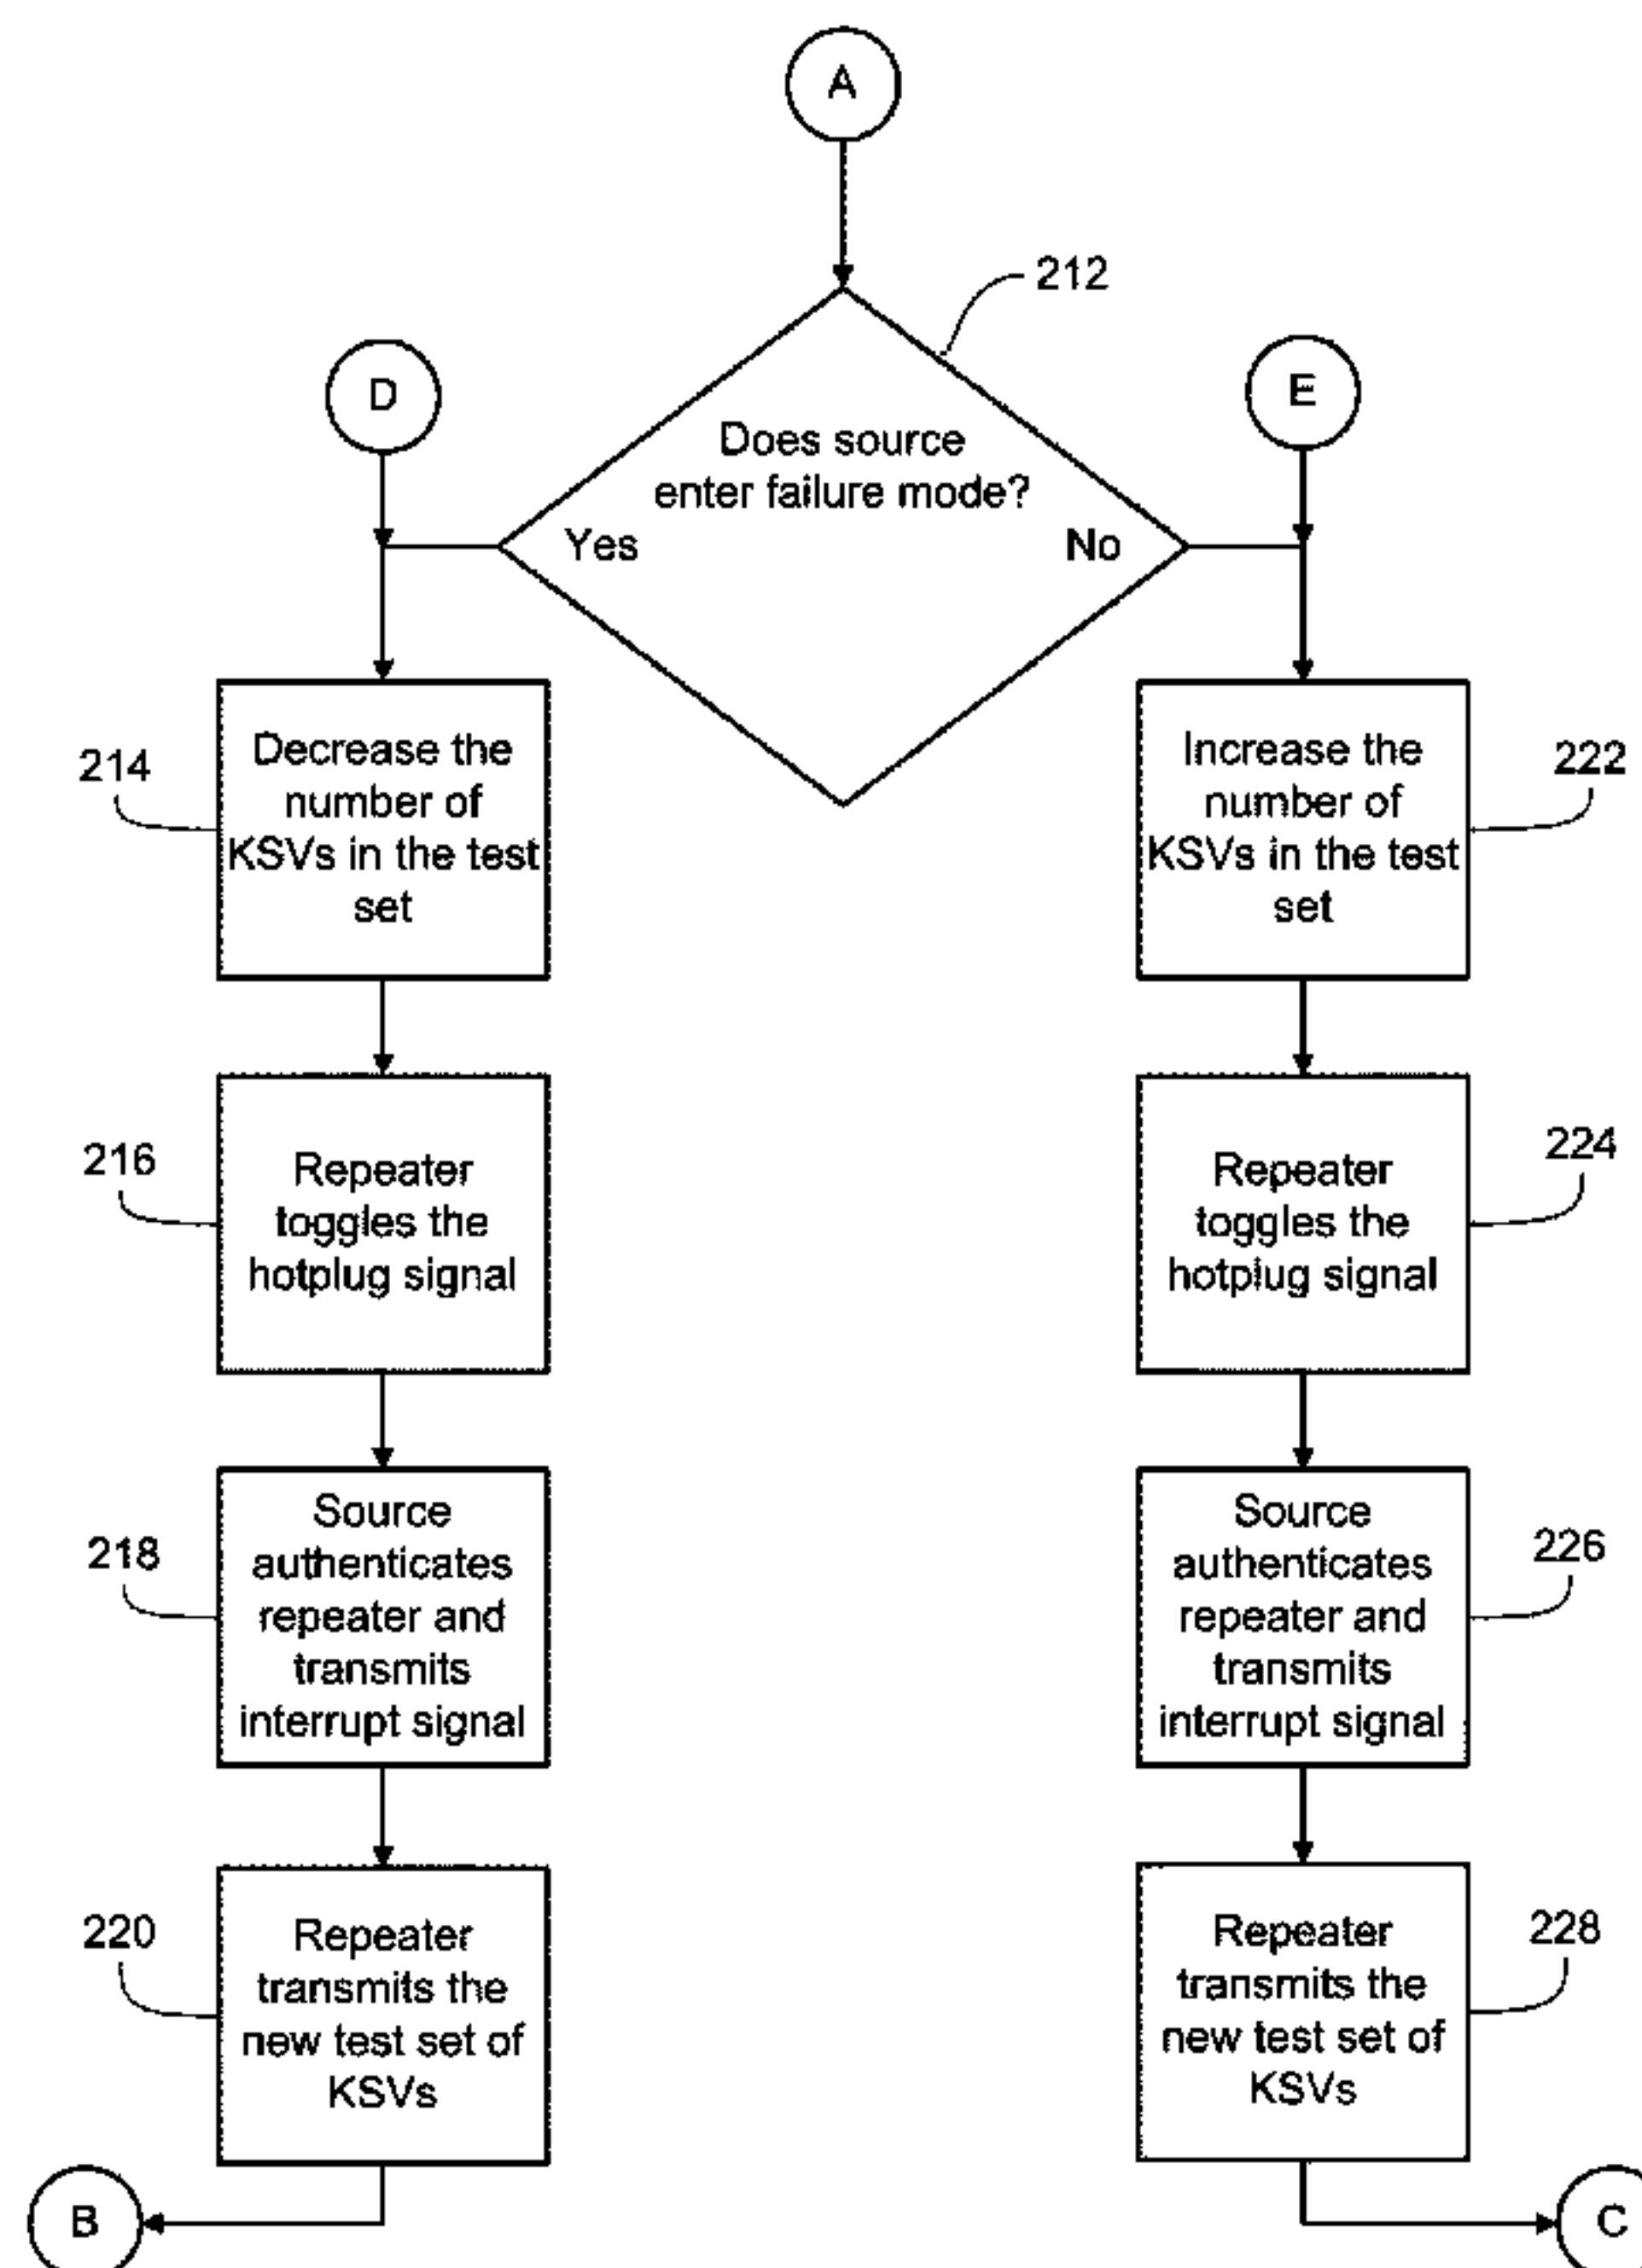 A
212
D
E
Does source
enter failure mode?
Yes
No
214
Decrease the
number of
KSVs in the test
set
Increase the
number of
KSVs in the test
set
222
216
Repeater
toggles the
hotplug signal
Repeater
toggles the
hotplug signal
224
218
Source
authenticates
repeater and
transmits
interrupt signal
Source
authenticates
repeater and
transmits
interrupt signal
226
220
Repeater
transmits the
new test set of
KSVs
Repeater
transmits the
new test set of
KSVs
228
B
C